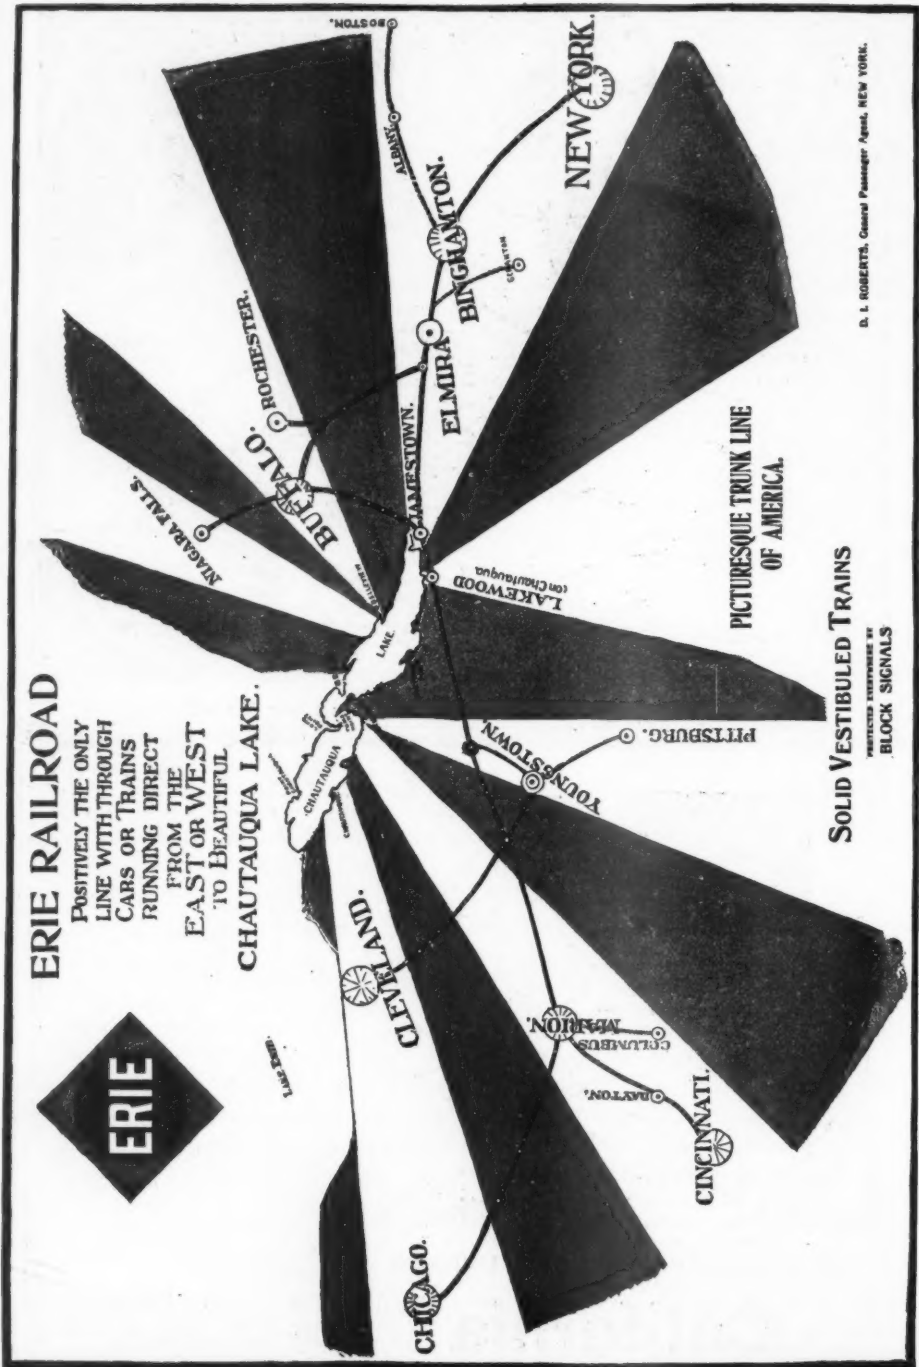 ERIE
ERIE RAILROAD
POSITIVELY THE ONLY
LINE WITH THROUGH
CARS OR TRAINS
RUNNING DIRECT
FROM THE
EAST OR WEST
TO BEAUTIFUL
CHAUTAUQUA LAKE.
LAKE ERIE.
NIAGARA FALLS.
BUFFALO.
ROCHESTER.
BOSTON.
ALBANY.
CHICAGO.
CLEVELAND.
CHAUTAUQUA
LAKE
JAMESTOWN.
ELMIRA
BINGHAMTON.
SCRANTON
NEW YORK.
LAKEWOOD
(on Chautauqua.
YOUNGSTOWN.
PITTSBURG.
MARION.
COLUMBUS
DAYTON.
CINCINNATI.
PICTURESQUE TRUNK LINE
OF AMERICA.
SOLID VESTIBULED TRAINS
PROTECTED EVERYWHERE BY
BLOCK SIGNALS
D. I. ROBERTS, General Passenger Agent, NEW YORK.